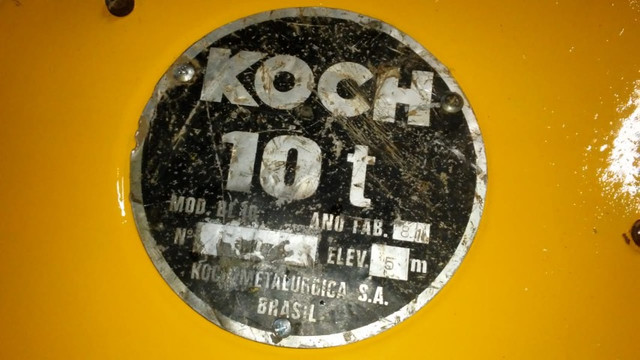 KOCH
10 t
MOD. ANO FAB.
Nº ELEV. 5 m
KOCH METALURGICA S.A.
BRASIL